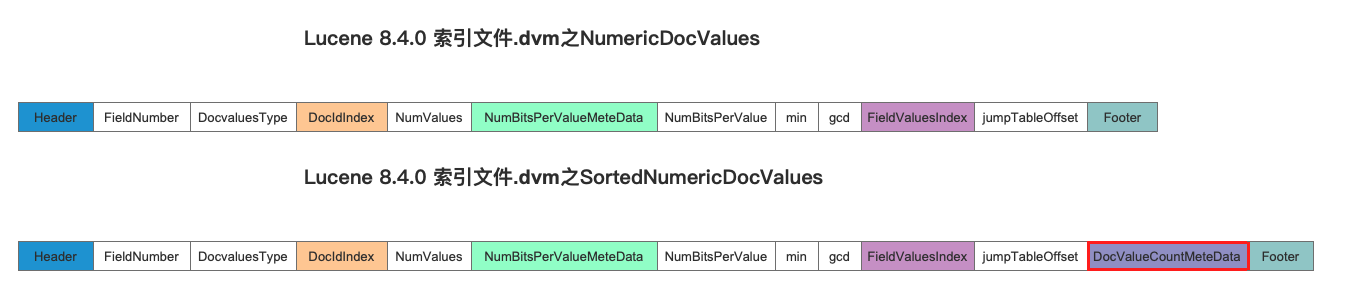 Lucene 8.4.0 索引文件.dvm之NumericDocValues
Header FieldNumber DocvaluesType DocIdIndex NumValues NumBitsPerValueMeteData NumBitsPerValue min gcd FieldValuesIndex jumpTableOffset Footer
Lucene 8.4.0 索引文件.dvm之SortedNumericDocValues
Header FieldNumber DocvaluesType DocIdIndex NumValues NumBitsPerValueMeteData NumBitsPerValue min gcd FieldValuesIndex jumpTableOffset DocValueCountMeteData Footer